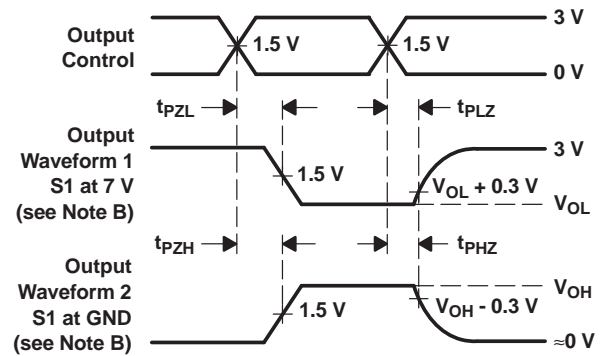 Output
Control
1.5 V
1.5 V
3 V
0 V
tPZL
tPLZ
Output
Waveform 1
S1 at 7 V
(see Note B)
1.5 V
3 V
VOL + 0.3 V
VOL
tPZH
tPHZ
Output
Waveform 2
S1 at GND
(see Note B)
1.5 V
VOH
VOH - 0.3 V
≈0 V